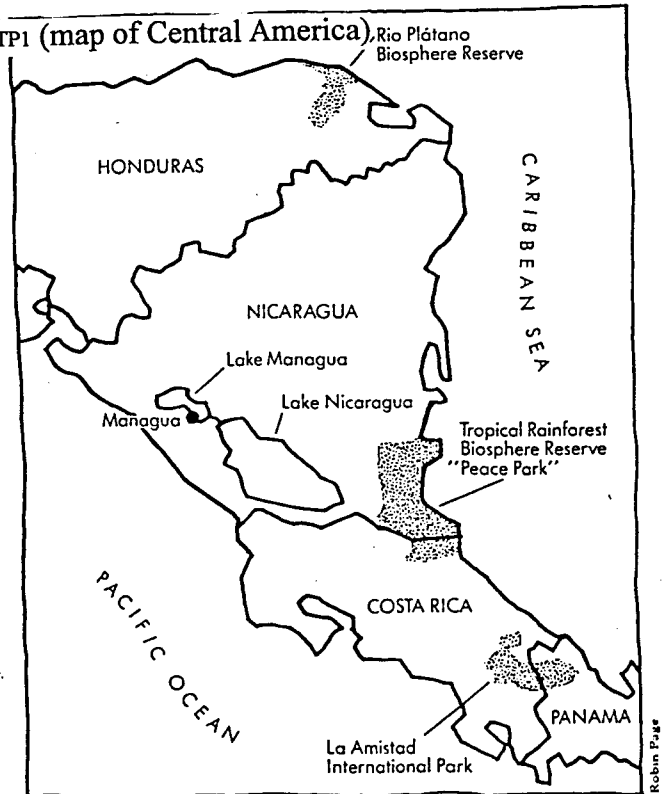 TP1 (map of Central America)
Rio Plátano
Biosphere Reserve
HONDURAS
CARIBBEAN SEA
NICARAGUA
Lake Managua
Lake Nicaragua
Managua
Tropical Rainforest
Biosphere Reserve
"Peace Park"
COSTA RICA
PACIFIC OCEAN
PANAMA
La Amistad
International Park
Robin Page